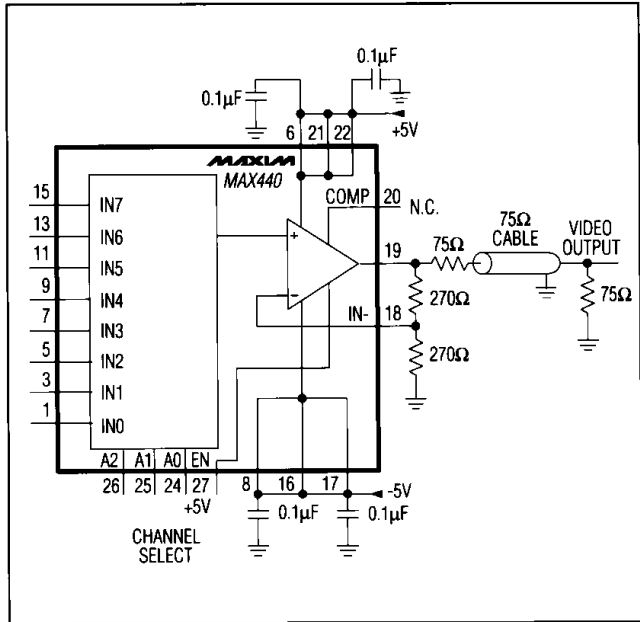 0.1µF
0.1µF
+5V
6 21 22
MAXIM
MAX440
COMP 20 N.C.
15 IN7
13 IN6
11 IN5
9 IN4
7 IN3
5 IN2
3 IN1
1 IN0
19
75Ω
75Ω
CABLE
VIDEO
OUTPUT
75Ω
270Ω
IN- 18
270Ω
+
−
A2 A1 A0 EN
26 25 24 27
+5V
8 16 17
-5V
0.1µF 0.1µF
CHANNEL
SELECT